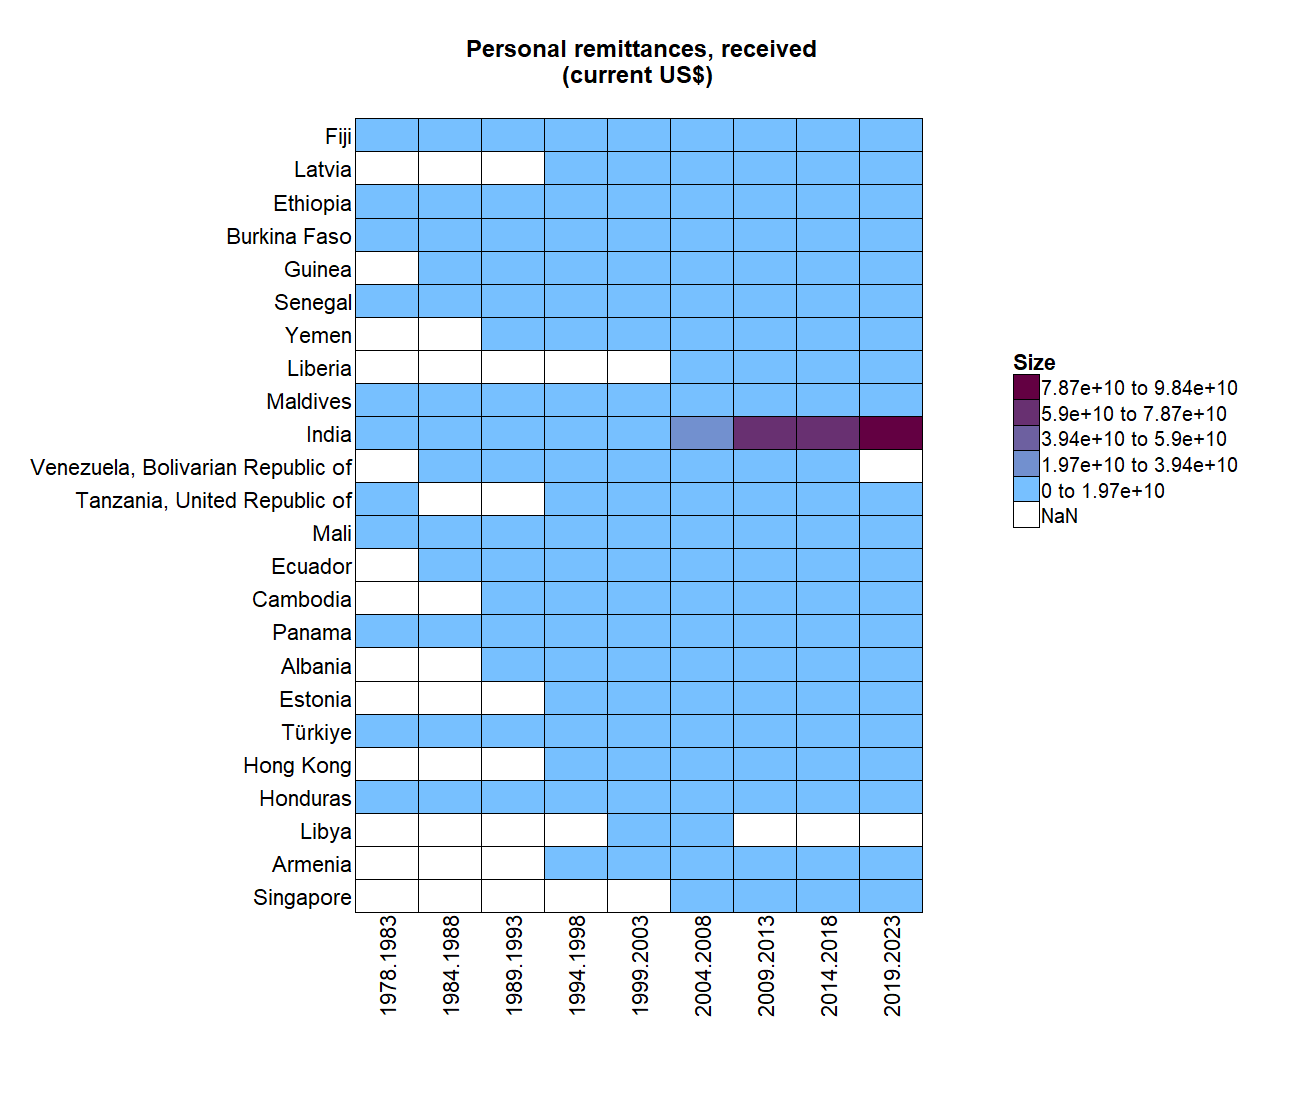 Personal remittances, received
(current US$)
Fiji
Latvia
Ethiopia
Burkina Faso
Guinea
Senegal
Yemen
Liberia
Maldives
India
Venezuela, Bolivarian Republic of
Tanzania, United Republic of
Mali
Ecuador
Cambodia
Panama
Albania
Estonia
Türkiye
Hong Kong
Honduras
Libya
Armenia
Singapore
1978.1983
1984.1988
1989.1993
1994.1998
1999.2003
2004.2008
2009.2013
2014.2018
2019.2023
Size
7.87e+10 to 9.84e+10
5.9e+10 to 7.87e+10
3.94e+10 to 5.9e+10
1.97e+10 to 3.94e+10
0 to 1.97e+10
NaN